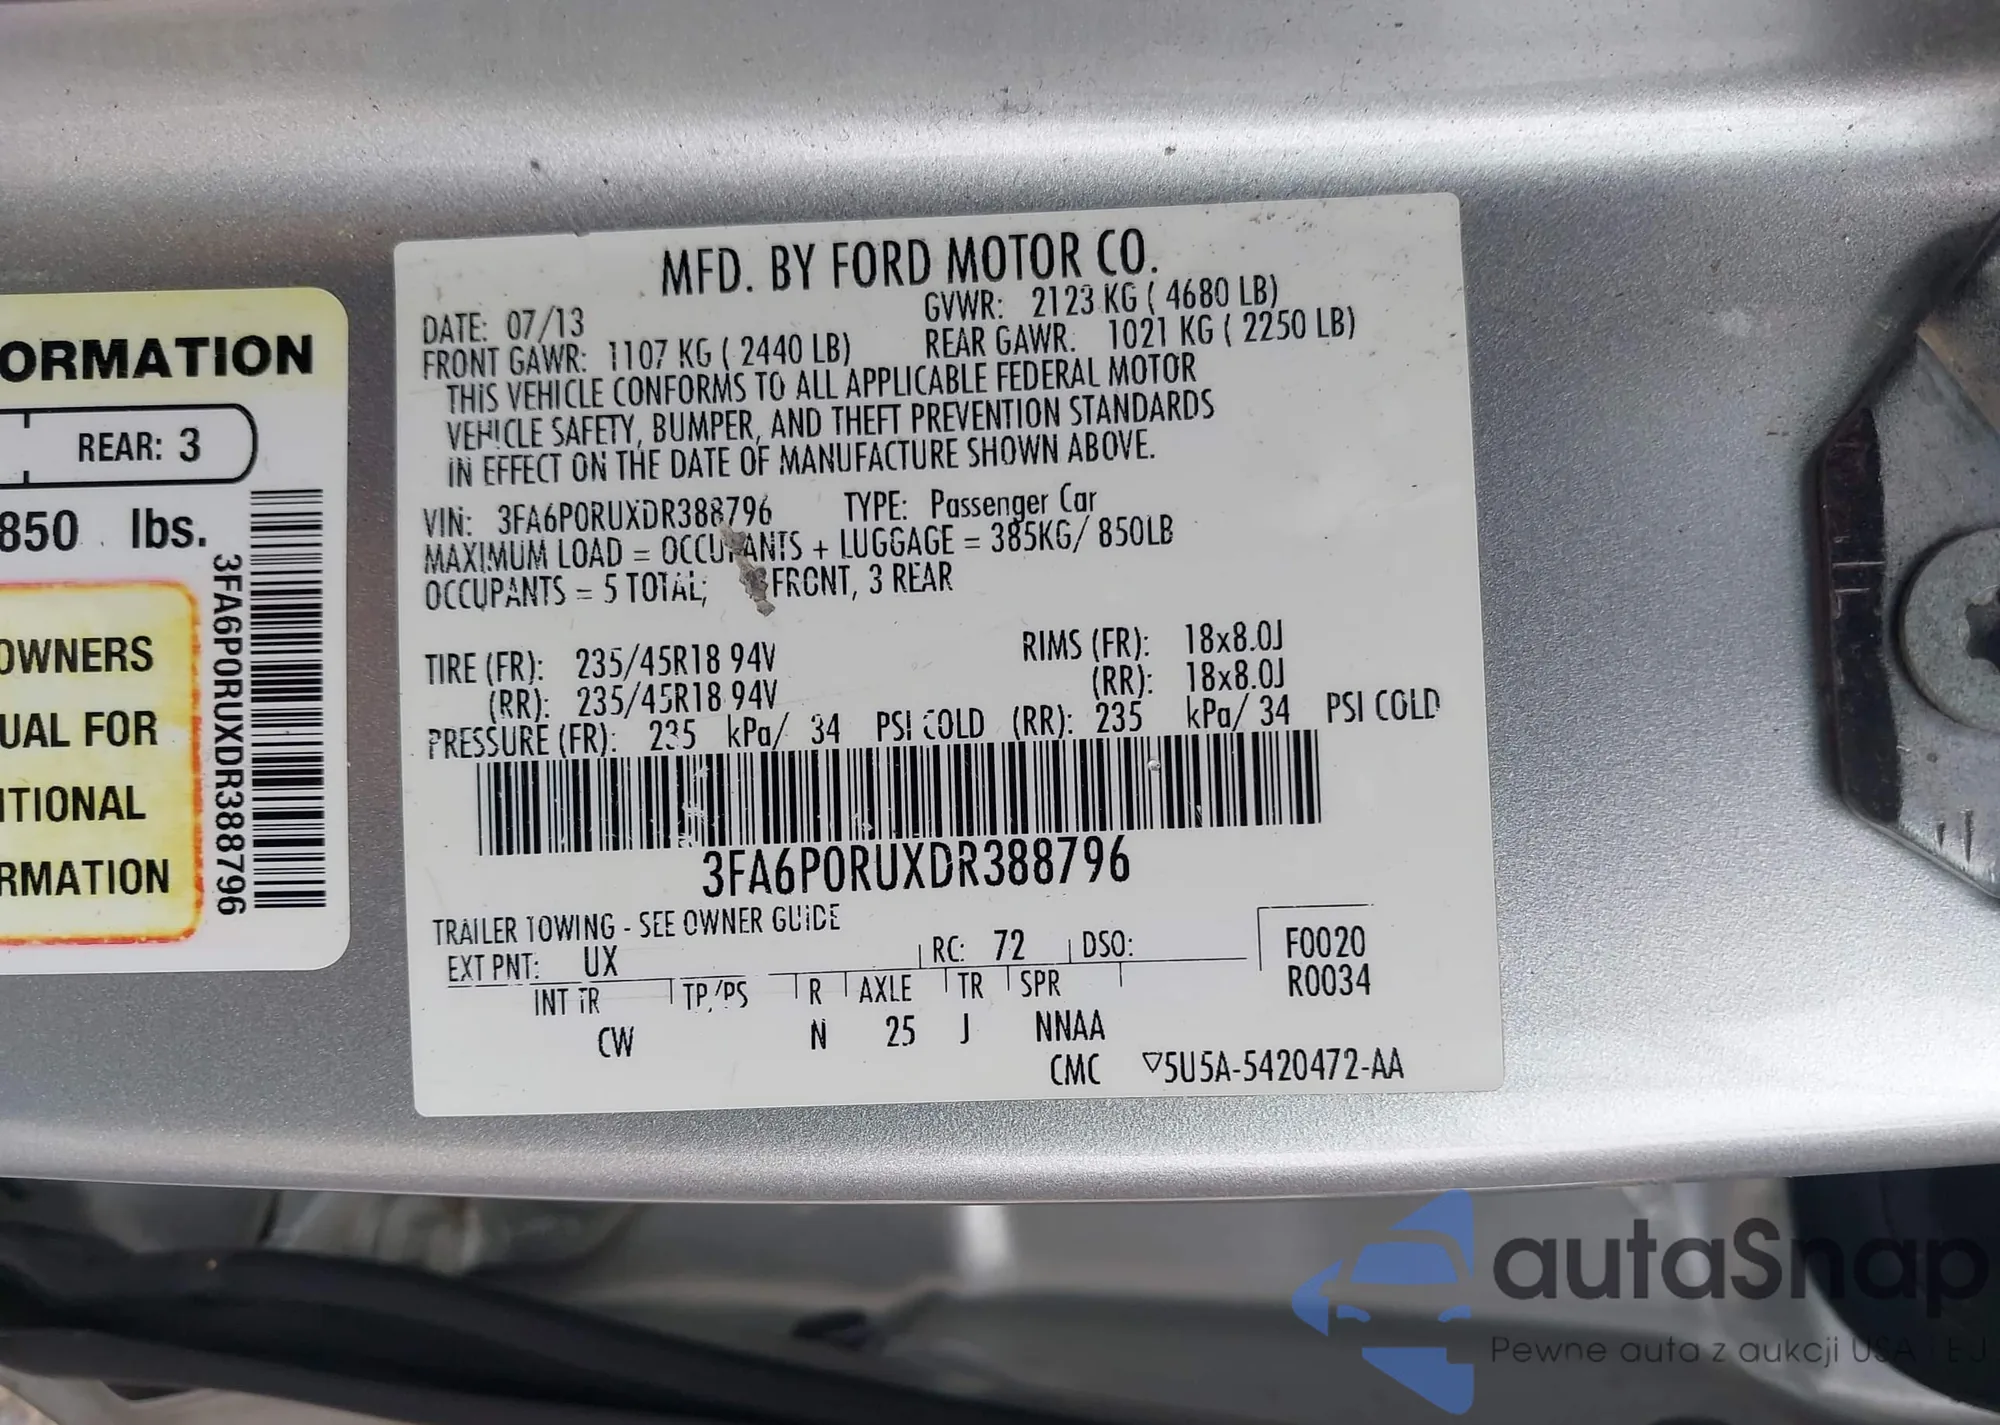 ORMATION
REAR: 3
850 lbs.
OWNERS
UAL FOR
ITIONAL
RMATION
3FA6P0RUXDR388796
MFD. BY FORD MOTOR CO.
DATE: 07/13 GVWR: 2123 KG ( 4680 LB)
FRONT GAWR: 1107 KG ( 2440 LB) REAR GAWR: 1021 KG ( 2250 LB)
THIS VEHICLE CONFORMS TO ALL APPLICABLE FEDERAL MOTOR
VEHICLE SAFETY, BUMPER, AND THEFT PREVENTION STANDARDS
IN EFFECT ON THE DATE OF MANUFACTURE SHOWN ABOVE.
VIN: 3FA6P0RUXDR388796 TYPE: Passenger Car
MAXIMUM LOAD = OCCUPANTS + LUGGAGE = 385KG/ 850LB
OCCUPANTS = 5 TOTAL; FRONT, 3 REAR
TIRE (FR): 235/45R18 94V RIMS (FR): 18x8.0J
(RR): 235/45R18 94V (RR): 18x8.0J
PRESSURE (FR): 235 kPa/ 34 PSI COLD (RR): 235 kPa/ 34 PSI COLD
3FA6P0RUXDR388796
TRAILER TOWING - SEE OWNER GUIDE
EXT PNT: UX RC: 72 DSO: F0020
INT TR TP/PS R AXLE TR SPR R0034
CW N 25 J NNAA
CMC ▽5U5A-5420472-AA
autaSnap
Pewne auta z aukcji USA i EJ